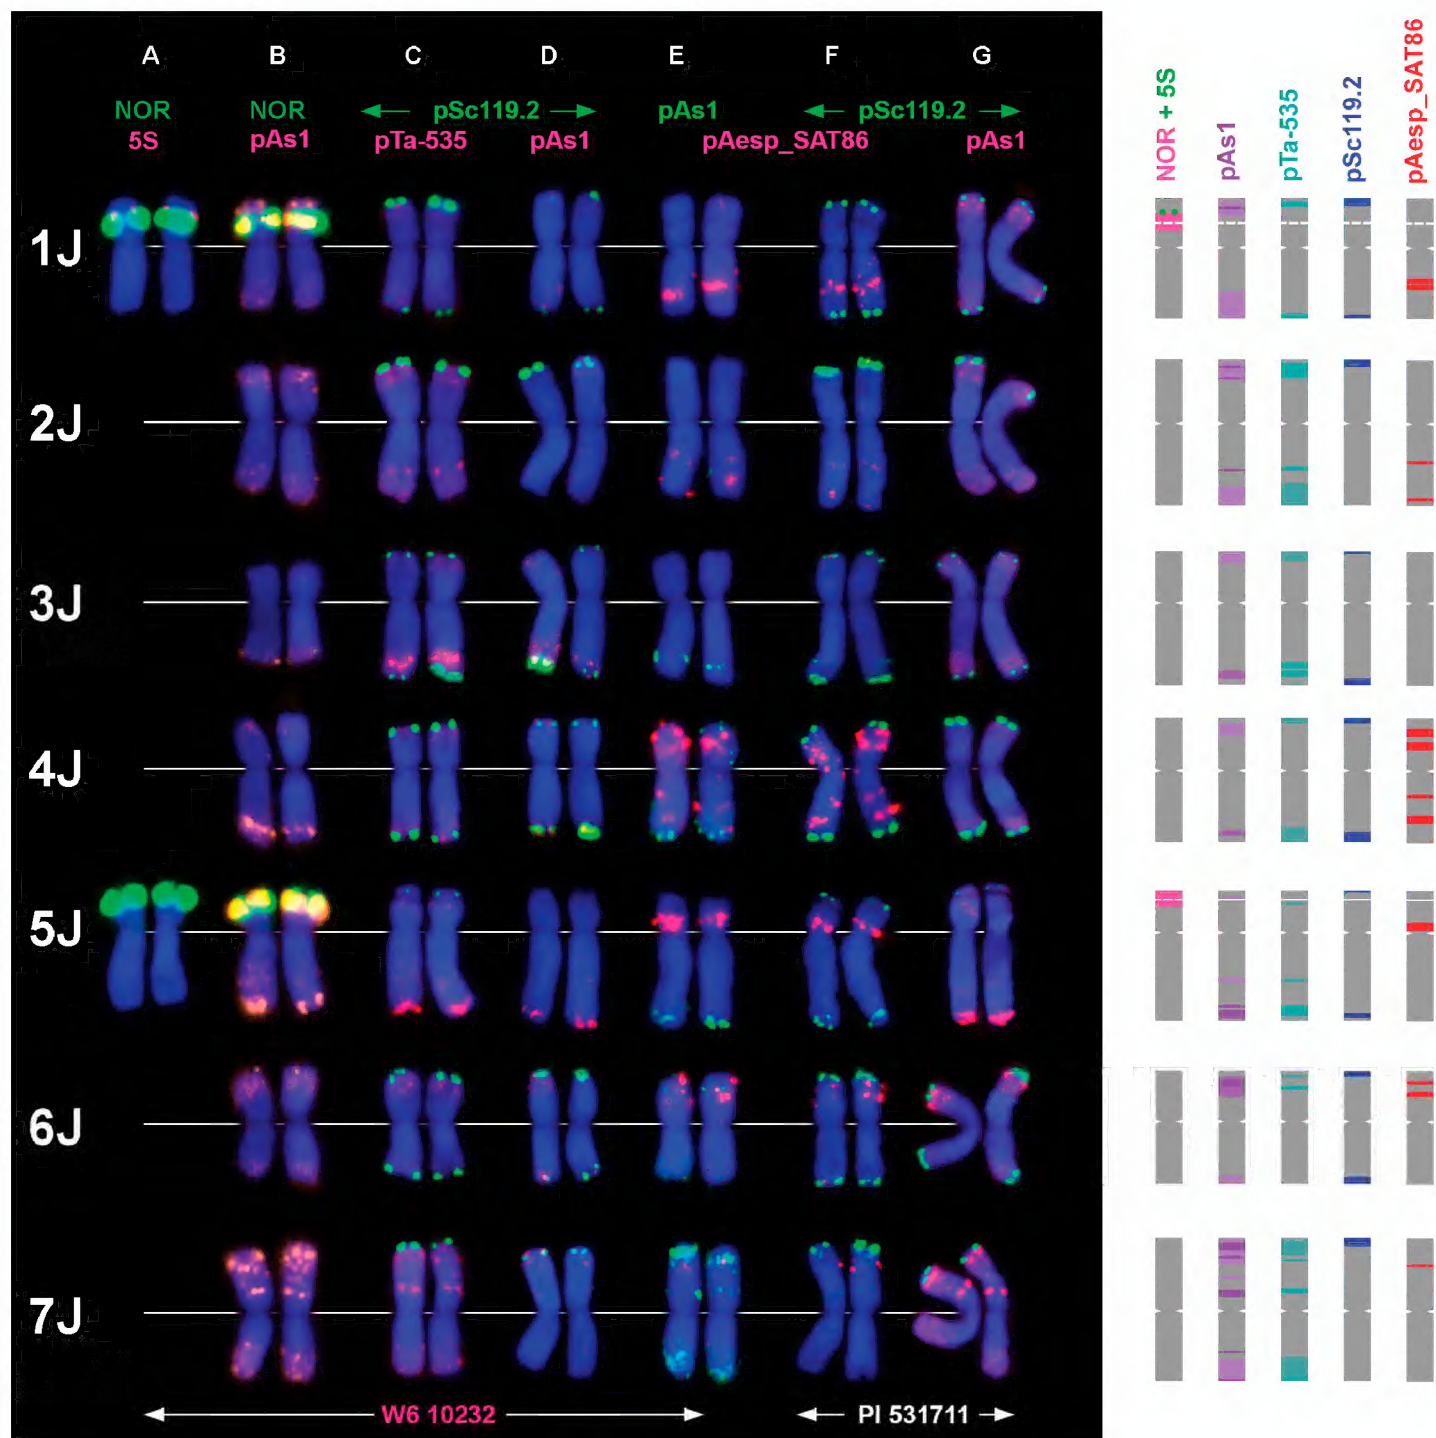 A B C D E F G
NOR NOR pSc119.2 pAs1 pSc119.2
5S pAs1 pTa-535 pAs1 pAesp_SAT86 pAs1
NOR + 5S
pAs1
pTa-535
pSc119.2
pAesp_SAT86
1J
2J
3J
4J
5J
6J
7J
W6 10232 PI 531711